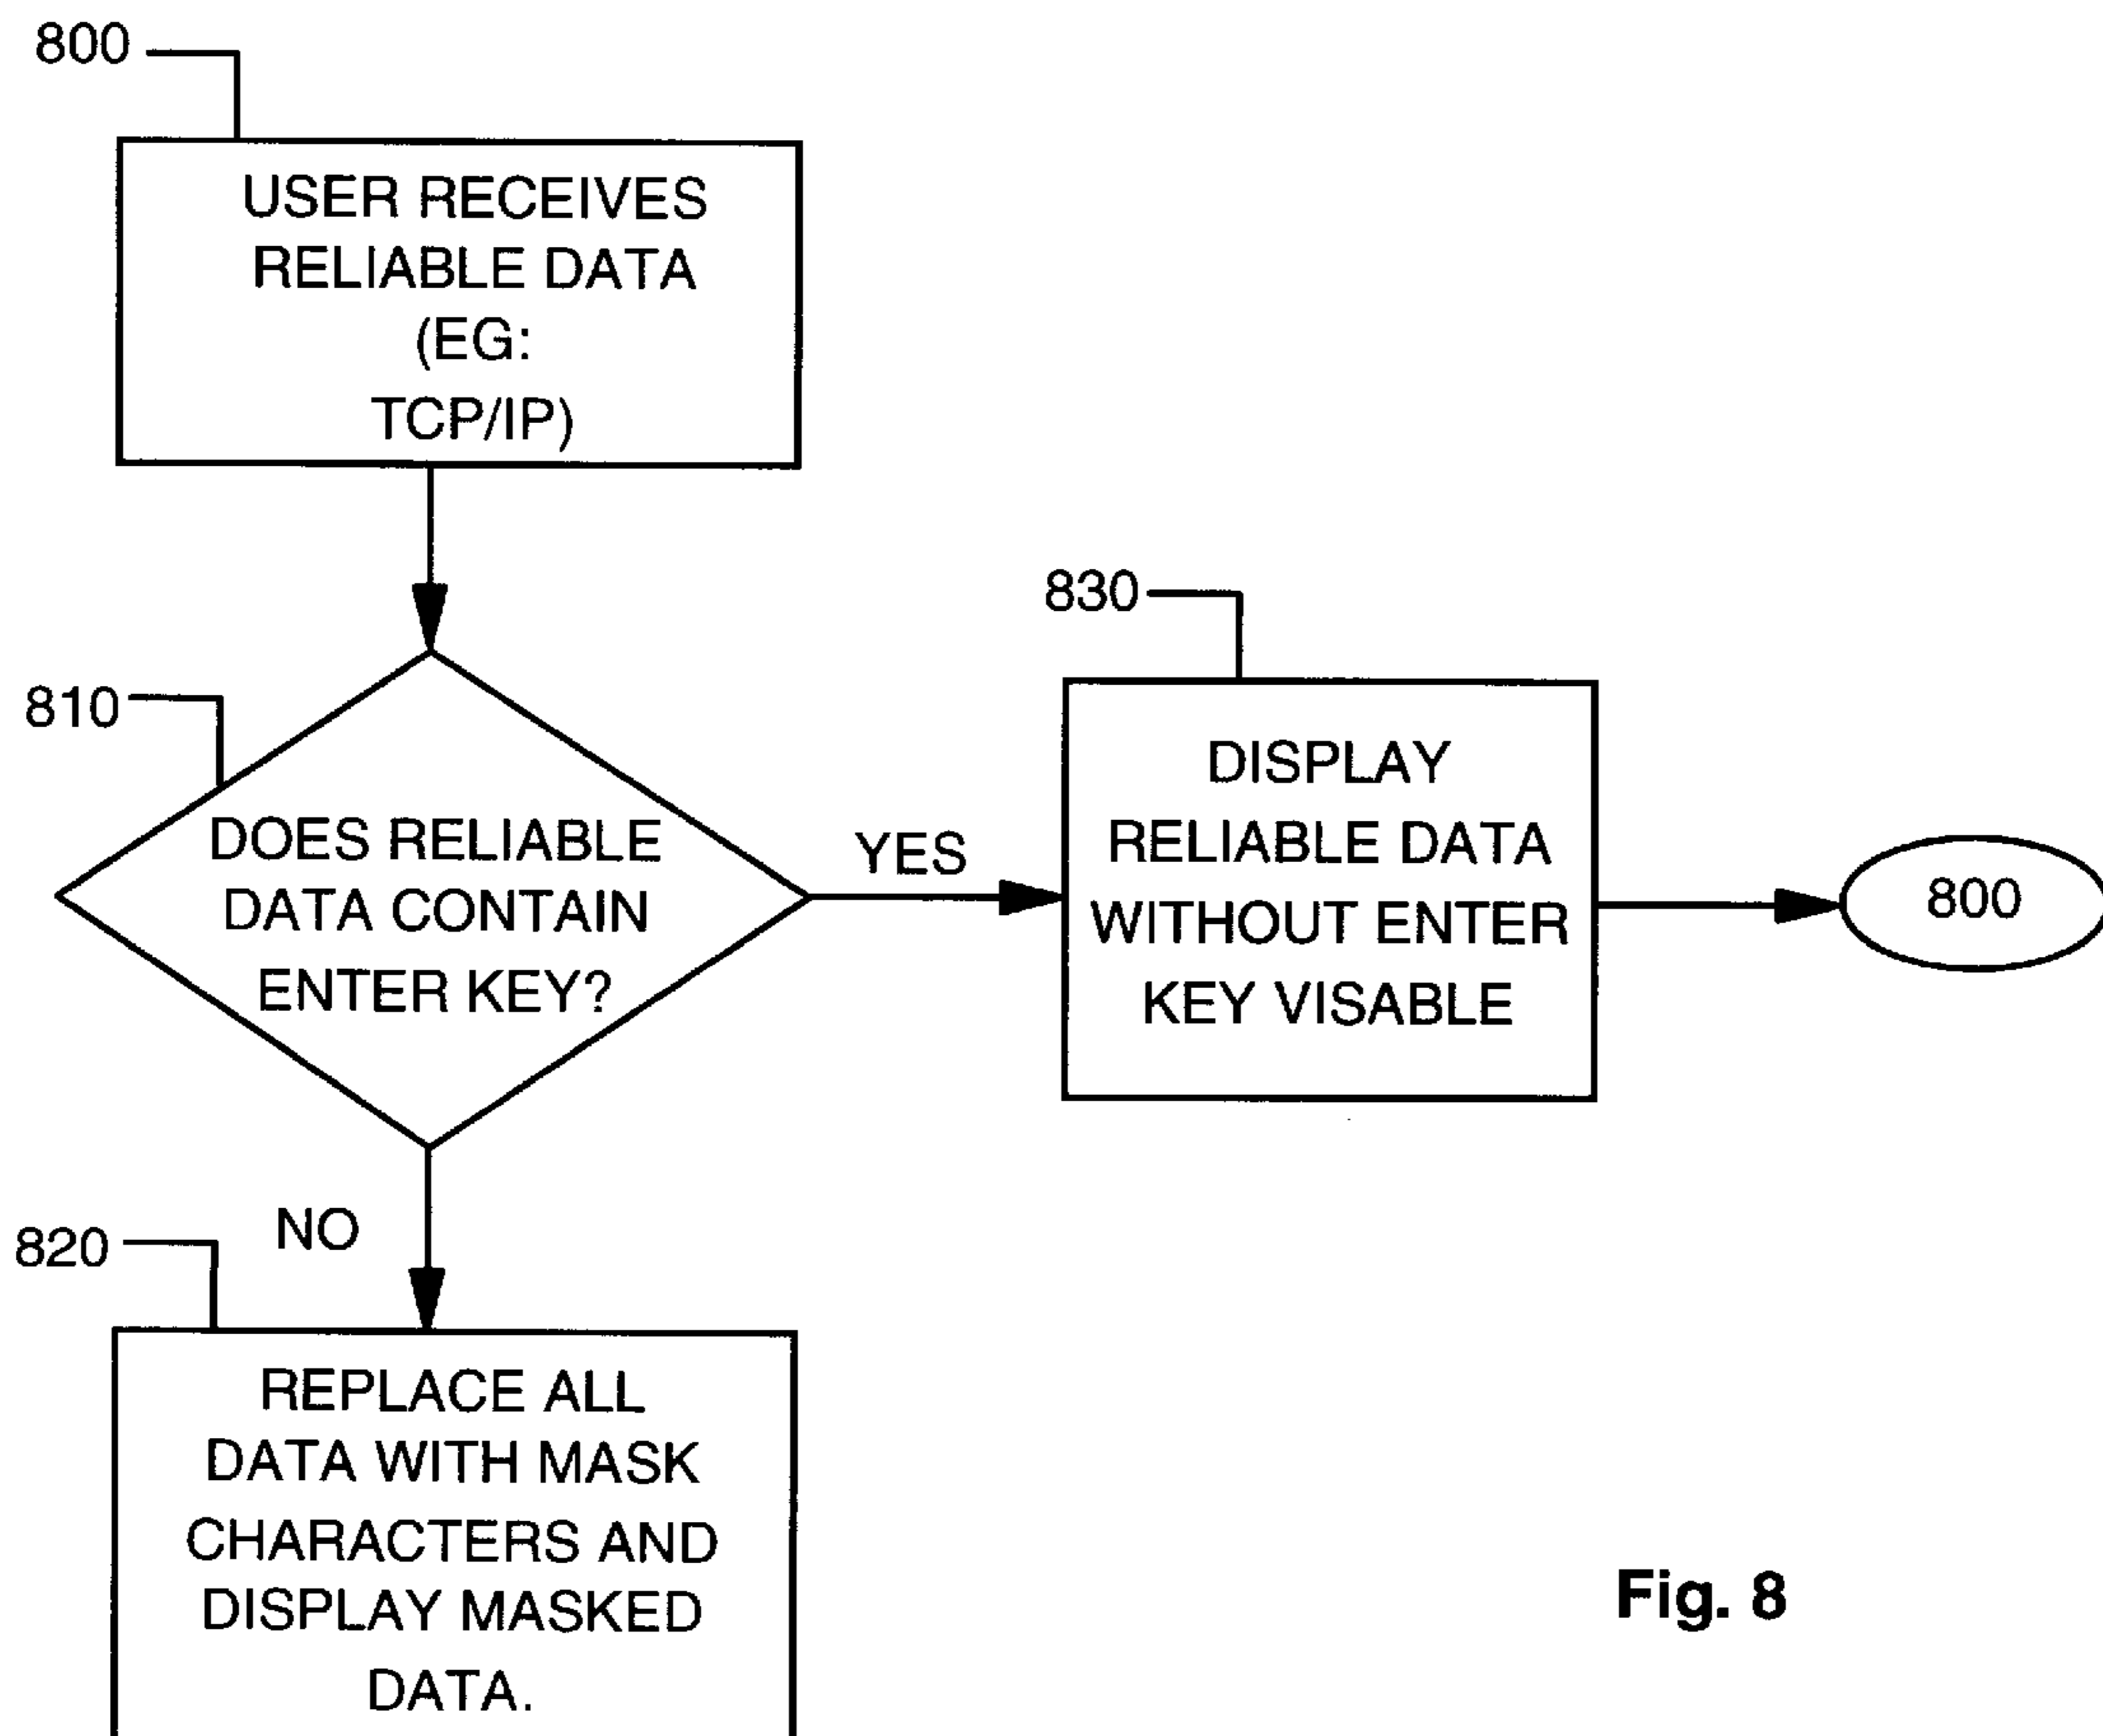 800
USER RECEIVES
RELIABLE DATA
(EG:
TCP/IP)
810
DOES RELIABLE
DATA CONTAIN
ENTER KEY?
YES
830
DISPLAY
RELIABLE DATA
WITHOUT ENTER
KEY VISABLE
800
NO
820
REPLACE ALL
DATA WITH MASK
CHARACTERS AND
DISPLAY MASKED
DATA.
Fig. 8